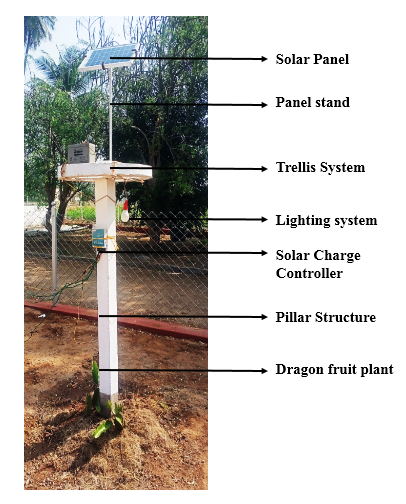 Solar Panel
Panel stand
Trellis System
Lighting system
Solar Charge
Controller
Pillar Structure
Dragon fruit plant